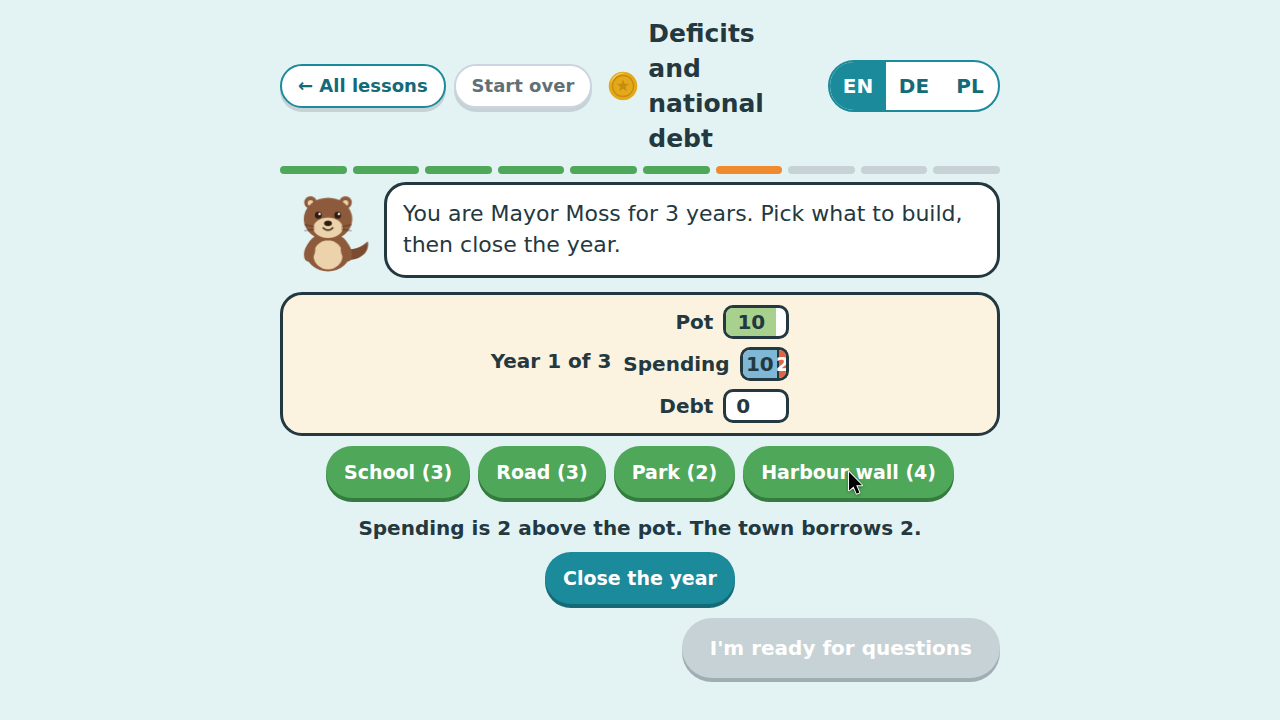 ← All lessons
Start over
Deficits
and
national
debt
EN DE PL
You are Mayor Moss for 3 years. Pick what to build,
then close the year.
Year 1 of 3
Pot 10
Spending 10 2
Debt 0
School (3) Road (3) Park (2) Harbour wall (4)
Spending is 2 above the pot. The town borrows 2.
Close the year
I'm ready for questions